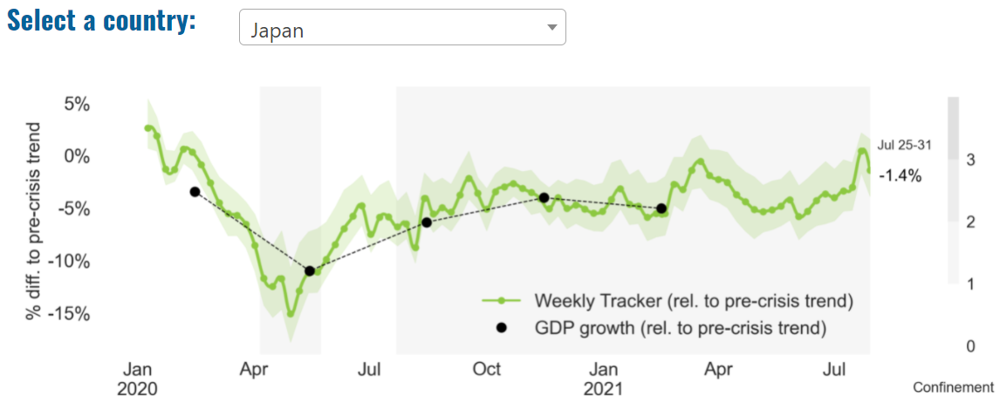 Select a country:
Japan
% diff. to pre-crisis trend
5%
0%
-5%
-10%
-15%
Jul 25-31
-1.4%
Weekly Tracker (rel. to pre-crisis trend)
GDP growth (rel. to pre-crisis trend)
Jan
2020
Apr
Jul
Oct
Jan
2021
Apr
Jul
3
2
1
0
Confinement